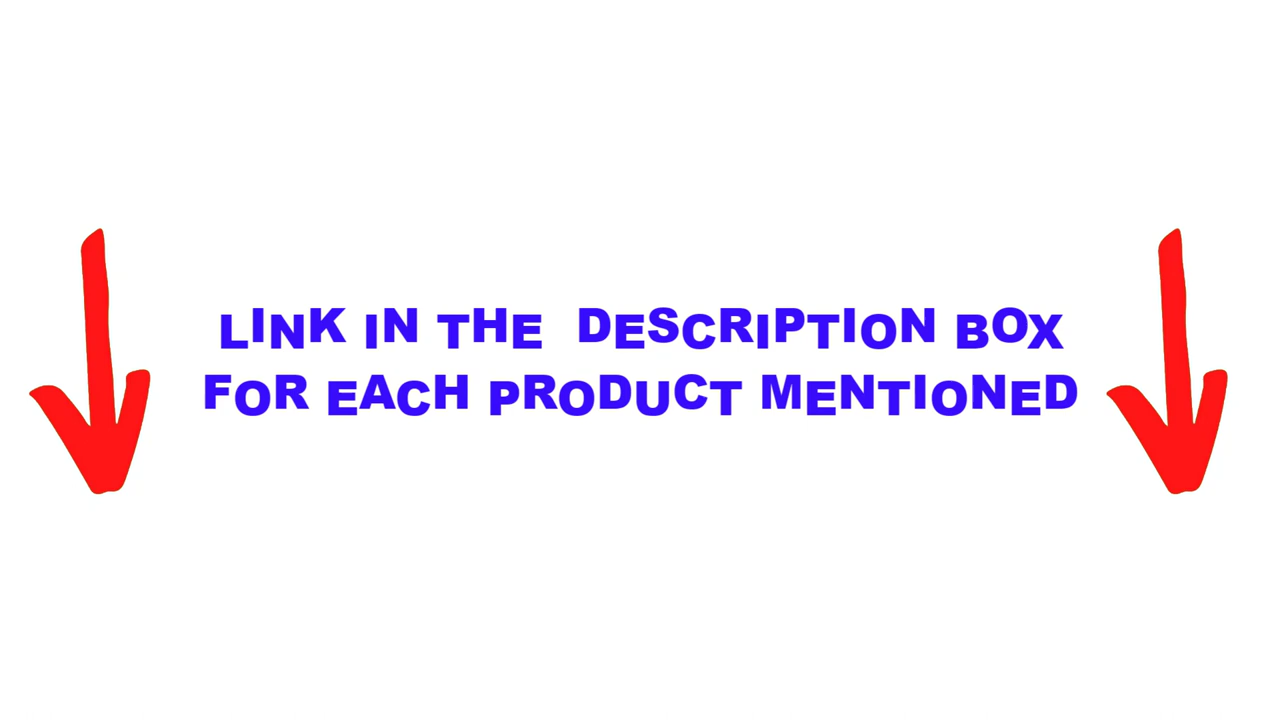 LINK IN THE DESCRIPTION BOX
FOR EACH PRODUCT MENTIONED